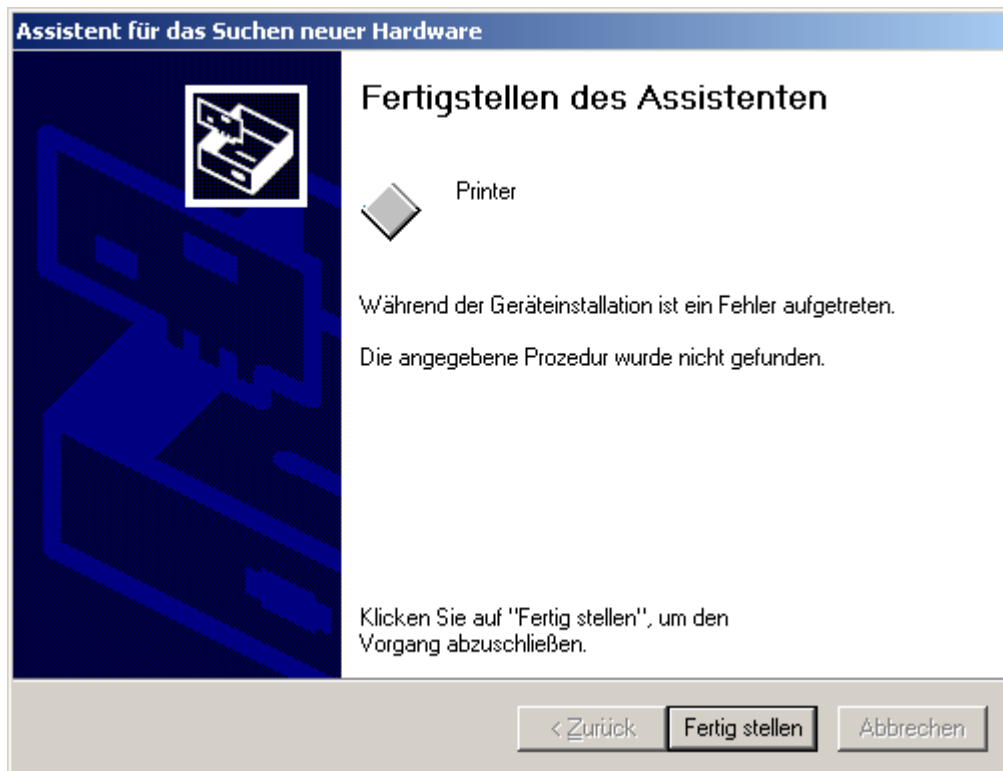 Assistent für das Suchen neuer Hardware
Fertigstellen des Assistenten
Printer
Während der Geräteinstallation ist ein Fehler aufgetreten.
Die angegebene Prozedur wurde nicht gefunden.
Klicken Sie auf "Fertig stellen", um den
Vorgang abzuschließen.
< Zurück
Fertig stellen
Abbrechen